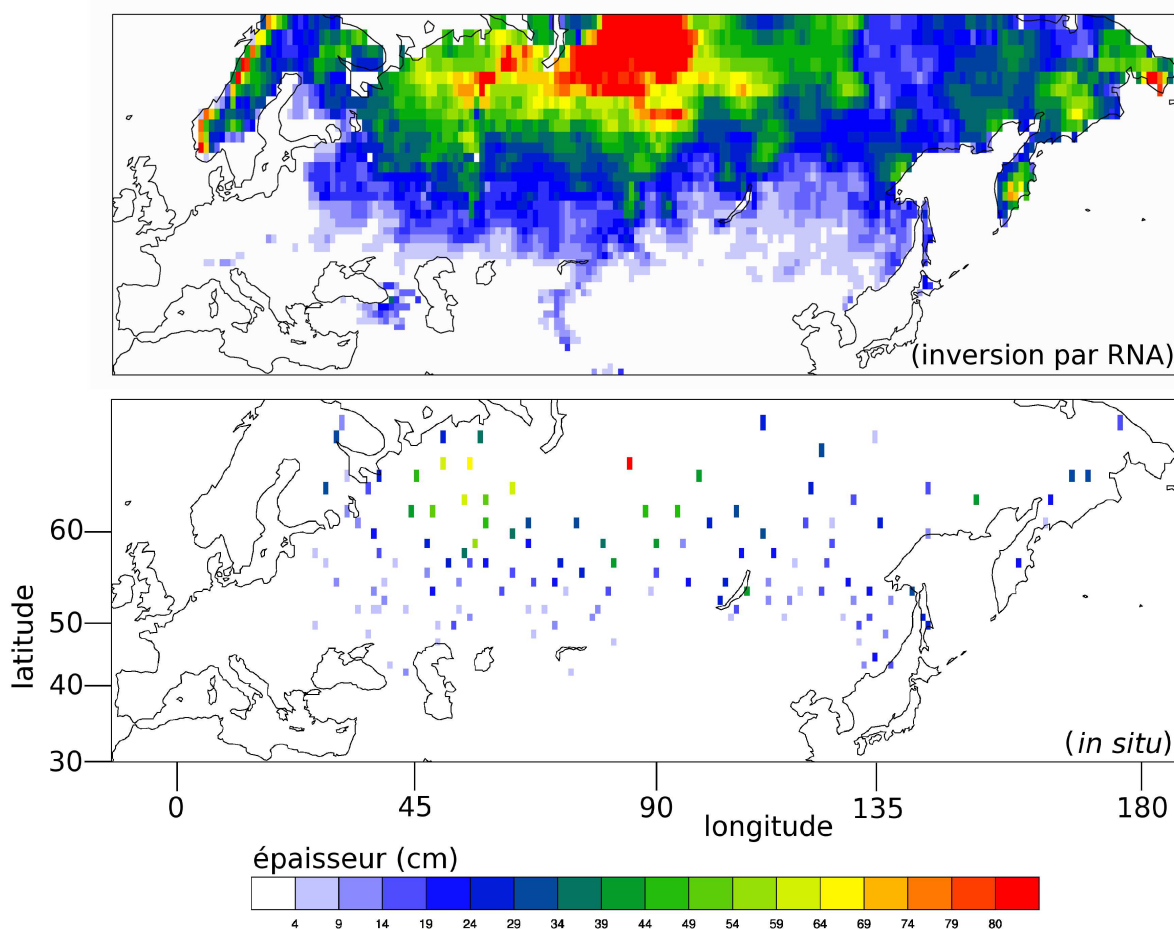 (inversion par RNA)
(in situ)
latitude
60
50
40
30
0 45 90 135 180
longitude
épaisseur (cm)
4 9 14 19 24 29 34 39 44 49 54 59 64 69 74 79 80